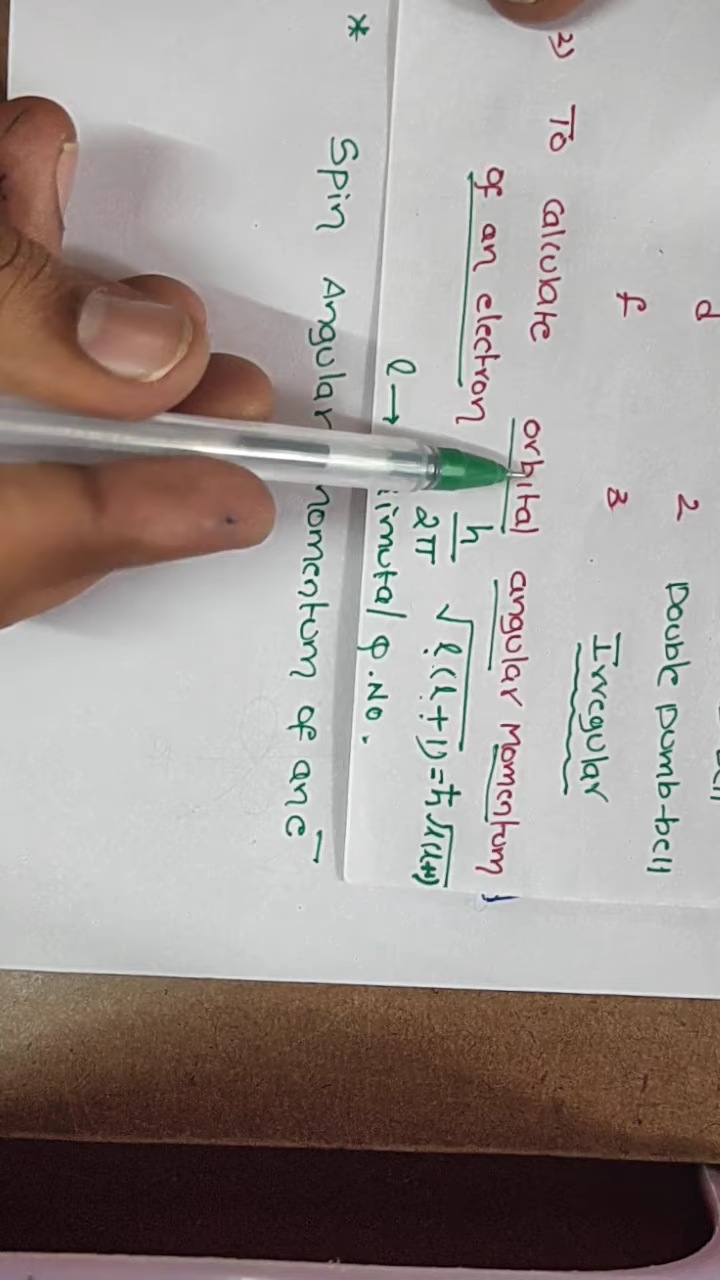 d 2 Double Dumb-bell
f 3 Irregular
2) To calculate orbital angular Momentum
of an electron
h/2π √l(l+1) = ℏ√l(l+1)
l → Q.No.
* Spin Angular momentum of an e⁻